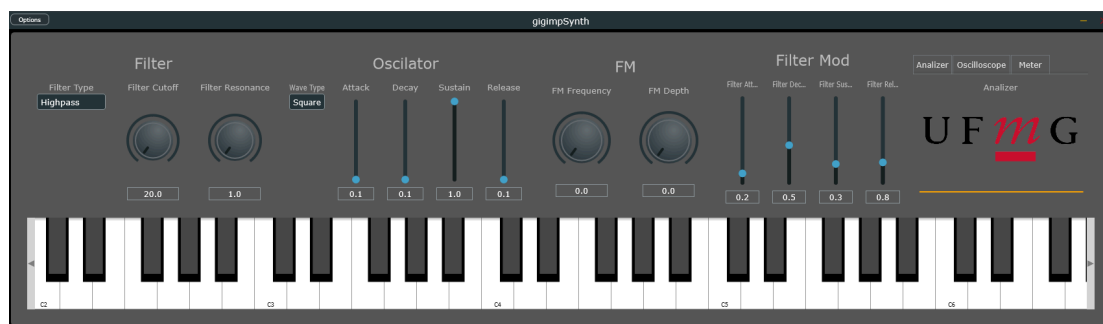 Options
gigimpSynth
Filter
Filter Type
Highpass
Filter Cutoff
20.0
Filter Resonance
1.0
Oscilator
Wave Type
Square
Attack
0.1
Decay
0.1
Sustain
1.0
Release
0.1
FM
FM Frequency
0.0
FM Depth
0.0
Filter Mod
Filter Att...
0.2
Filter Dec...
0.5
Filter Sus...
0.3
Filter Rel...
0.8
Analizer Oscilloscope Meter
Analizer
UFmG
C2 C3 C4 C5 C6